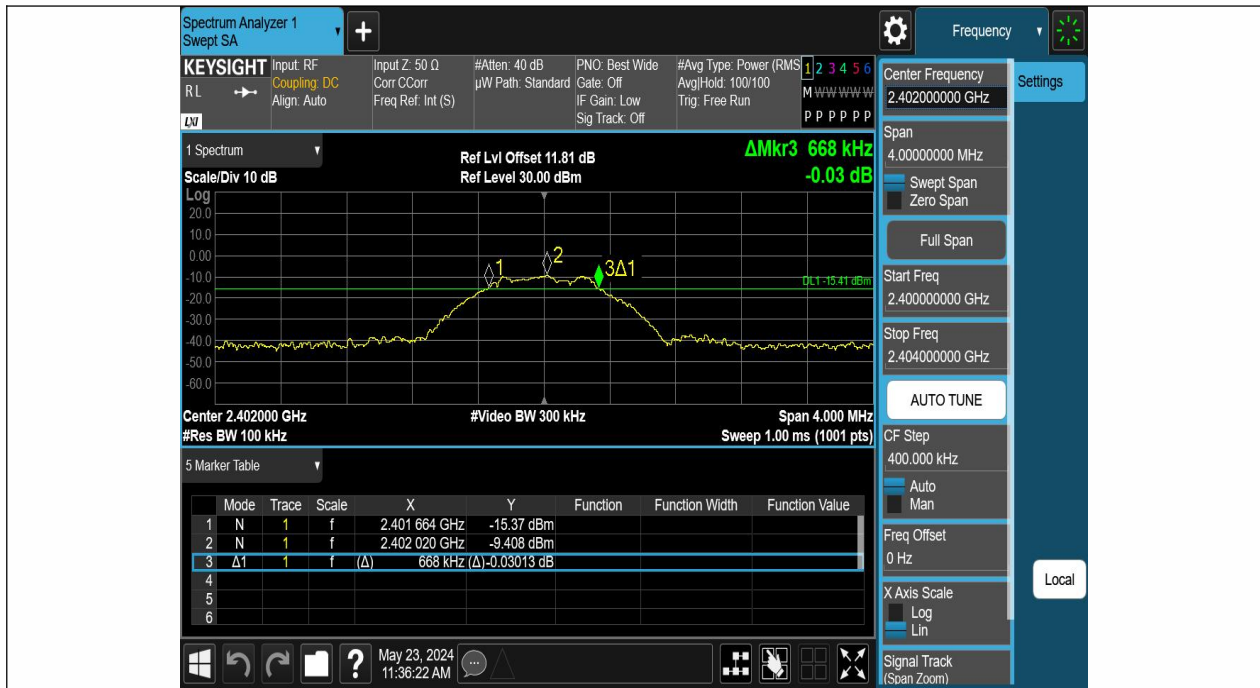 Spectrum Analyzer 1
Swept SA
+
Frequency
KEYSIGHT
RL
LXI
Input: RF
Coupling: DC
Align: Auto
Input Z: 50 Ω
Corr CCorr
Freq Ref: Int (S)
#Atten: 40 dB
µW Path: Standard
PNO: Best Wide
Gate: Off
IF Gain: Low
Sig Track: Off
#Avg Type: Power (RMS
Avg|Hold: 100/100
Trig: Free Run
1 2 3 4 5 6
M W W W W W
P P P P P P
1 Spectrum
Scale/Div 10 dB
Ref Lvl Offset 11.81 dB
Ref Level 30.00 dBm
ΔMkr3 668 kHz
-0.03 dB
Log
20.0
10.0
0.00
-10.0
-20.0
-30.0
-40.0
-50.0
-60.0
1
2
3Δ1
DL1 -15.41 dBm
Center 2.402000 GHz
#Video BW 300 kHz
Span 4.000 MHz
#Res BW 100 kHz
Sweep 1.00 ms (1001 pts)
5 Marker Table
Mode Trace Scale X Y Function Function Width Function Value
1 N 1 f 2.401 664 GHz -15.37 dBm
2 N 1 f 2.402 020 GHz -9.408 dBm
3 Δ1 1 f (Δ) 668 kHz (Δ) -0.03013 dB
4
5
6
?
May 23, 2024
11:36:22 AM
Center Frequency
2.402000000 GHz
Span
4.00000000 MHz
Swept Span
Zero Span
Full Span
Start Freq
2.400000000 GHz
Stop Freq
2.404000000 GHz
AUTO TUNE
CF Step
400.000 kHz
Auto
Man
Freq Offset
0 Hz
X Axis Scale
Log
Lin
Signal Track
(Span Zoom)
Settings
Local